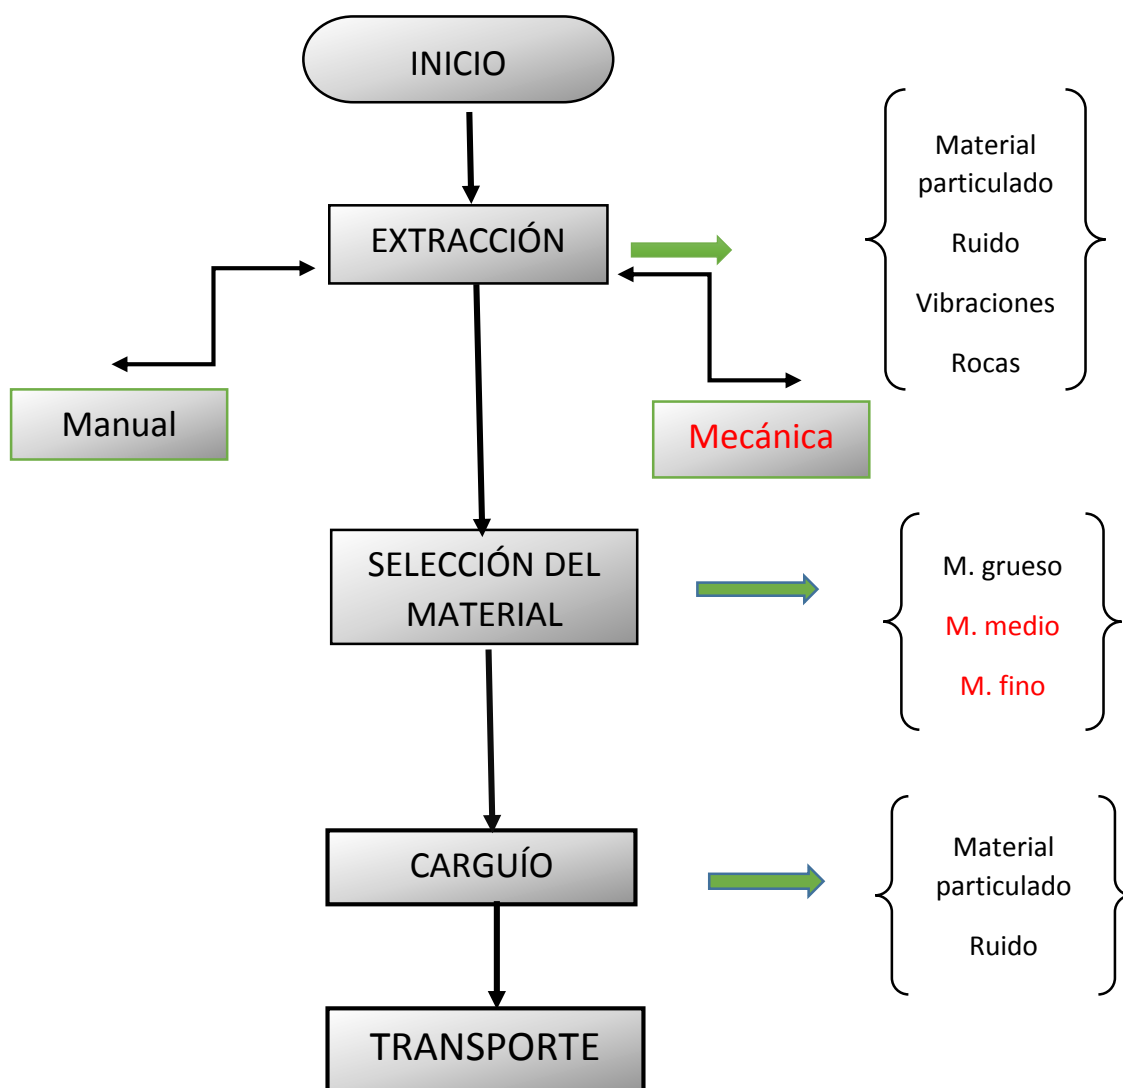 INICIO
EXTRACCIÓN
Material
particulado
Ruido
Vibraciones
Rocas
Manual
Mecánica
SELECCIÓN DEL
MATERIAL
M. grueso
M. medio
M. fino
CARGUÍO
Material
particulado
Ruido
TRANSPORTE